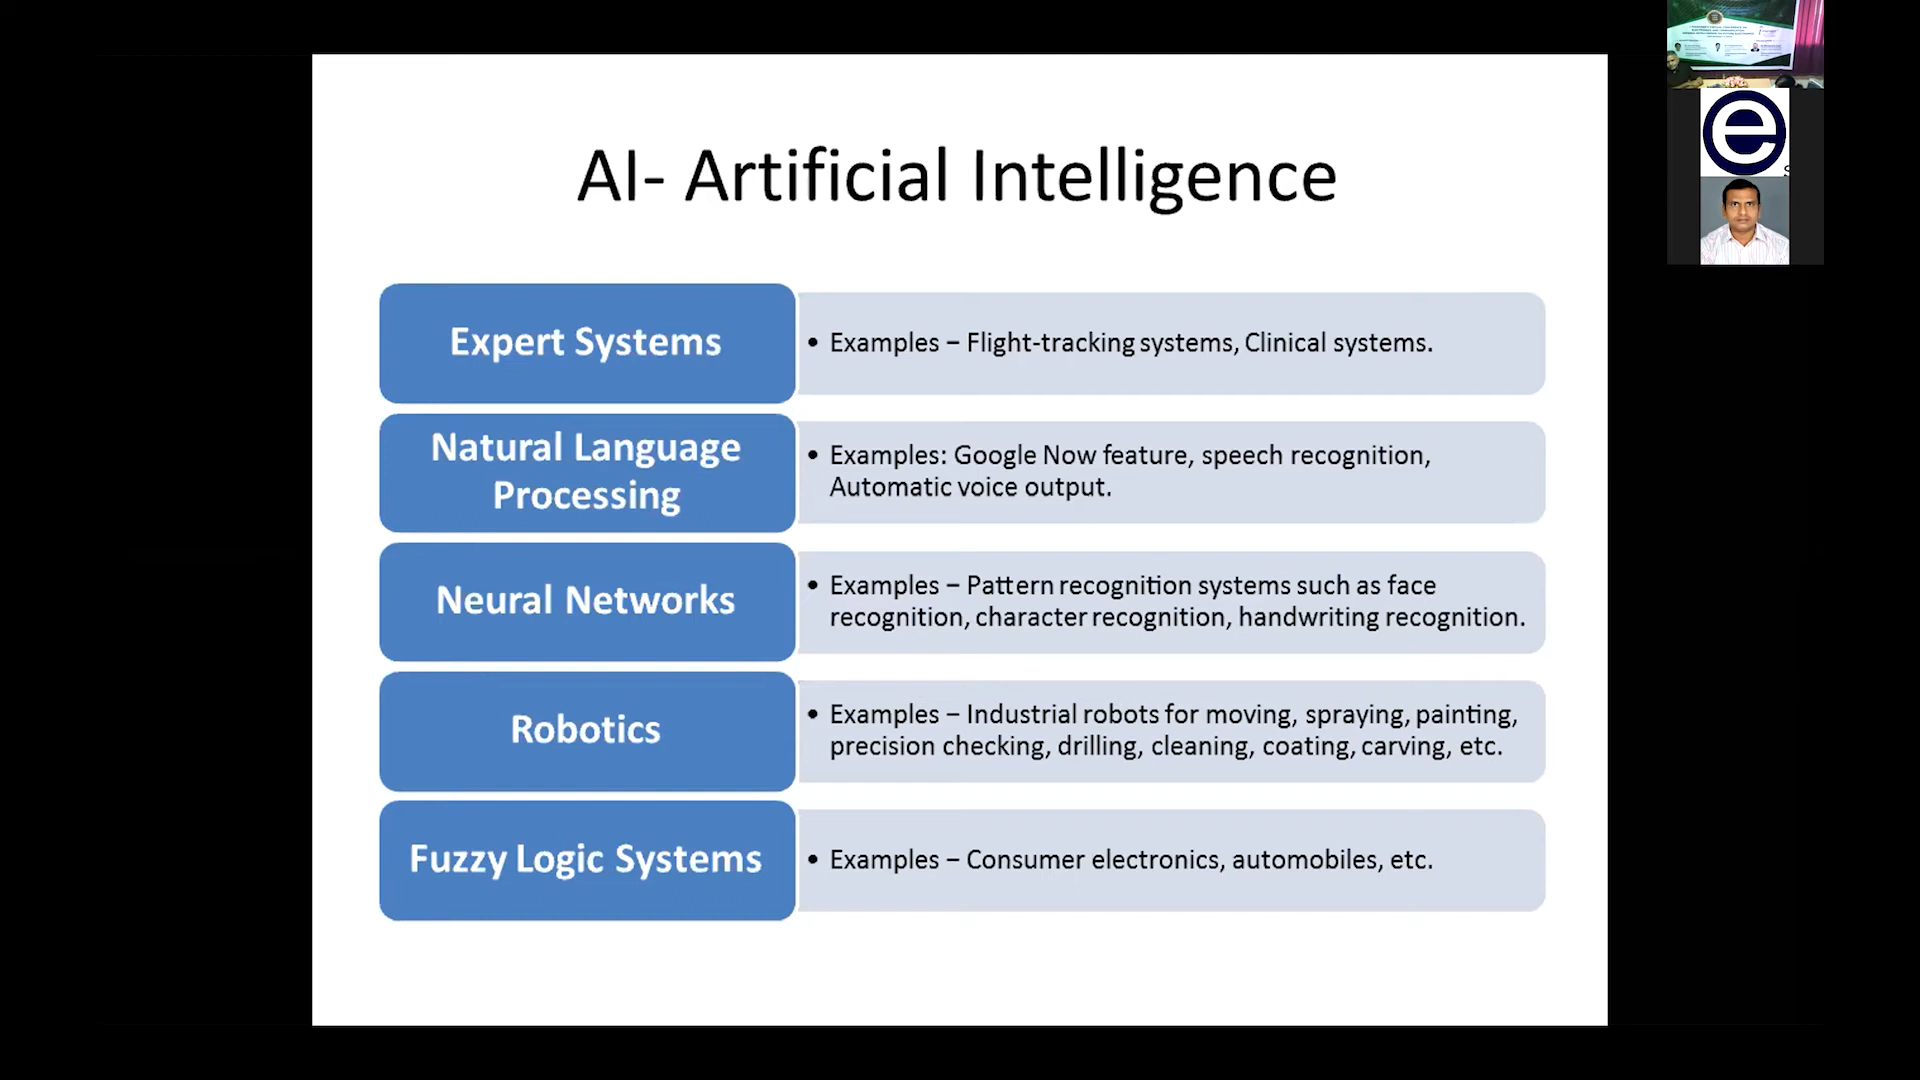 AI- Artificial Intelligence
Expert Systems
• Examples – Flight-tracking systems, Clinical systems.
Natural Language
Processing
• Examples: Google Now feature, speech recognition,
Automatic voice output.
Neural Networks
• Examples – Pattern recognition systems such as face
recognition, character recognition, handwriting recognition.
Robotics
• Examples – Industrial robots for moving, spraying, painting,
precision checking, drilling, cleaning, coating, carving, etc.
Fuzzy Logic Systems
• Examples – Consumer electronics, automobiles, etc.
e